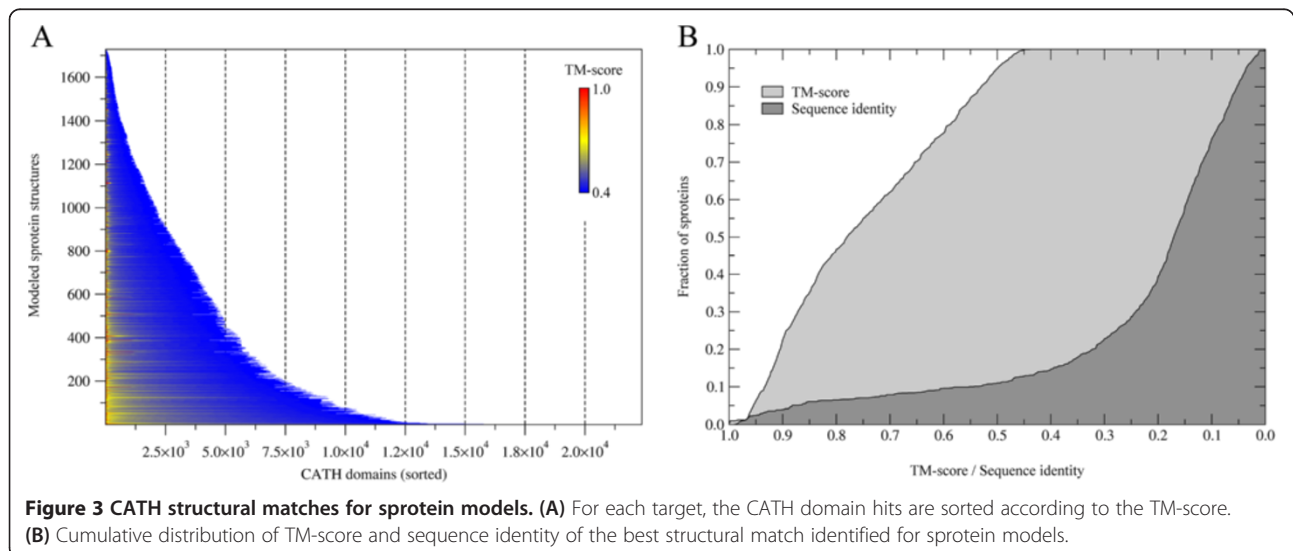 A
TM-score
1.0
0.4
Modeled sprotein structures
1600
1400
1200
1000
800
600
400
200
2.5×10³ 5.0×10³ 7.5×10³ 1.0×10⁴ 1.2×10⁴ 1.5×10⁴ 1.8×10⁴ 2.0×10⁴
CATH domains (sorted)
B
TM-score
Sequence identity
Fraction of sproteins
1.0
0.9
0.8
0.7
0.6
0.5
0.4
0.3
0.2
0.1
0.0
1.0 0.9 0.8 0.7 0.6 0.5 0.4 0.3 0.2 0.1 0.0
TM-score / Sequence identity
Figure 3 CATH structural matches for sprotein models. (A) For each target, the CATH domain hits are sorted according to the TM-score.
(B) Cumulative distribution of TM-score and sequence identity of the best structural match identified for sprotein models.